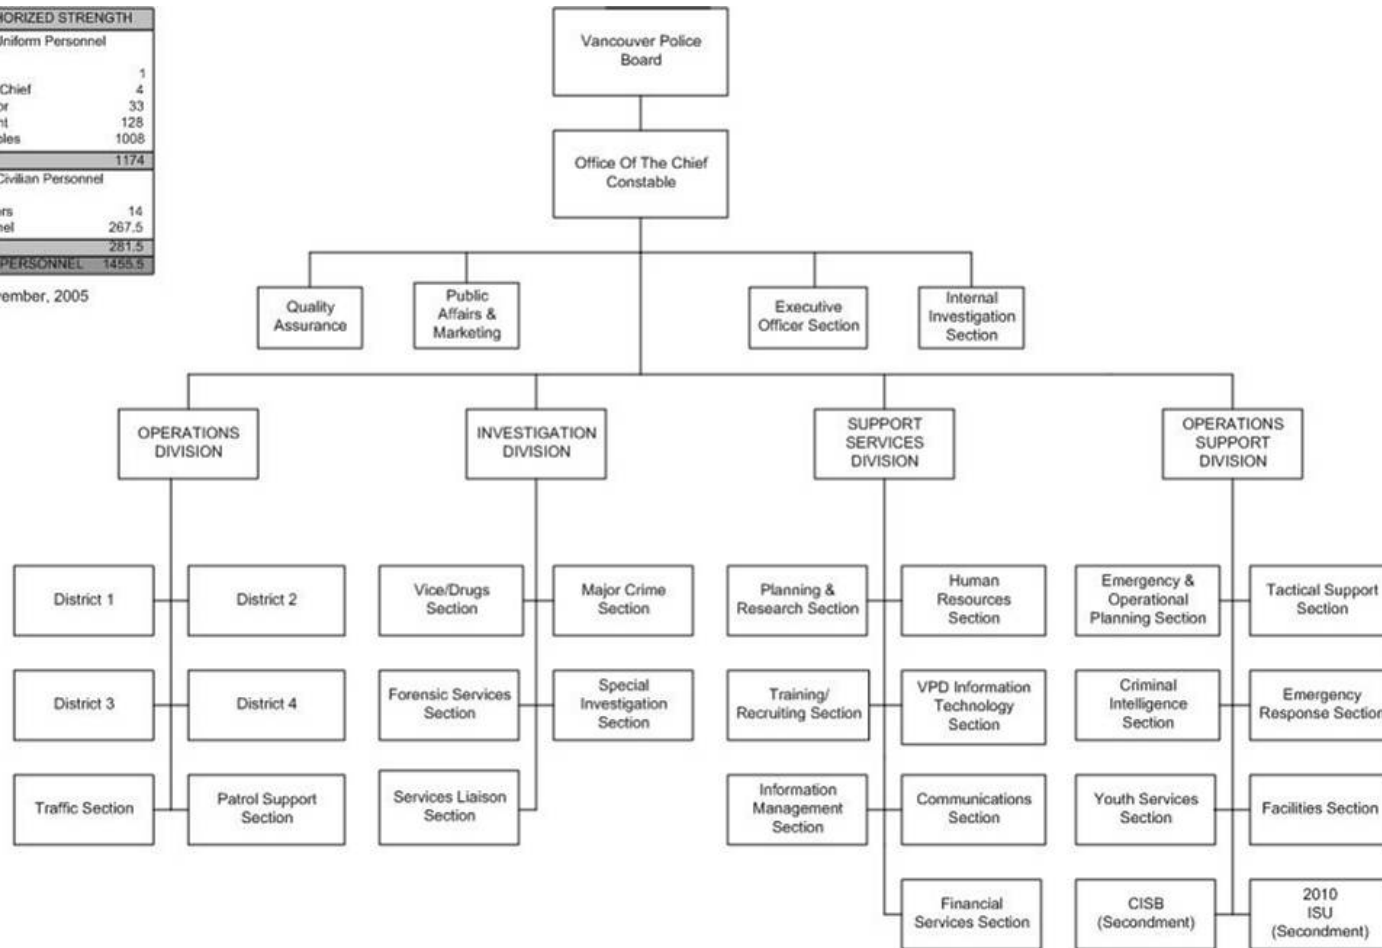 STRENGTH
Uniform Personnel
1
Chief 4
33
128
1008
1174
Civilian Personnel
14
267.5
281.5
PERSONNEL 1455.5
2005
Vancouver Police
Board
Office Of The Chief
Constable
Quality
Assurance
Public
Affairs &
Marketing
Executive
Officer Section
Internal
Investigation
Section
OPERATIONS
DIVISION
INVESTIGATION
DIVISION
SUPPORT
SERVICES
DIVISION
OPERATIONS
SUPPORT
DIVISION
District 1
District 2
District 3
District 4
Traffic Section
Patrol Support
Section
Vice/Drugs
Section
Major Crime
Section
Forensic Services
Section
Special
Investigation
Section
Services Liaison
Section
Planning &
Research Section
Human
Resources
Section
Training/
Recruiting Section
VPD Information
Technology
Section
Information
Management
Section
Communications
Section
Financial
Services Section
Emergency &
Operational
Planning Section
Tactical Support
Section
Criminal
Intelligence
Section
Emergency
Response Section
Youth Services
Section
Facilities Section
CISB
(Secondment)
2010
ISU
(Secondment)